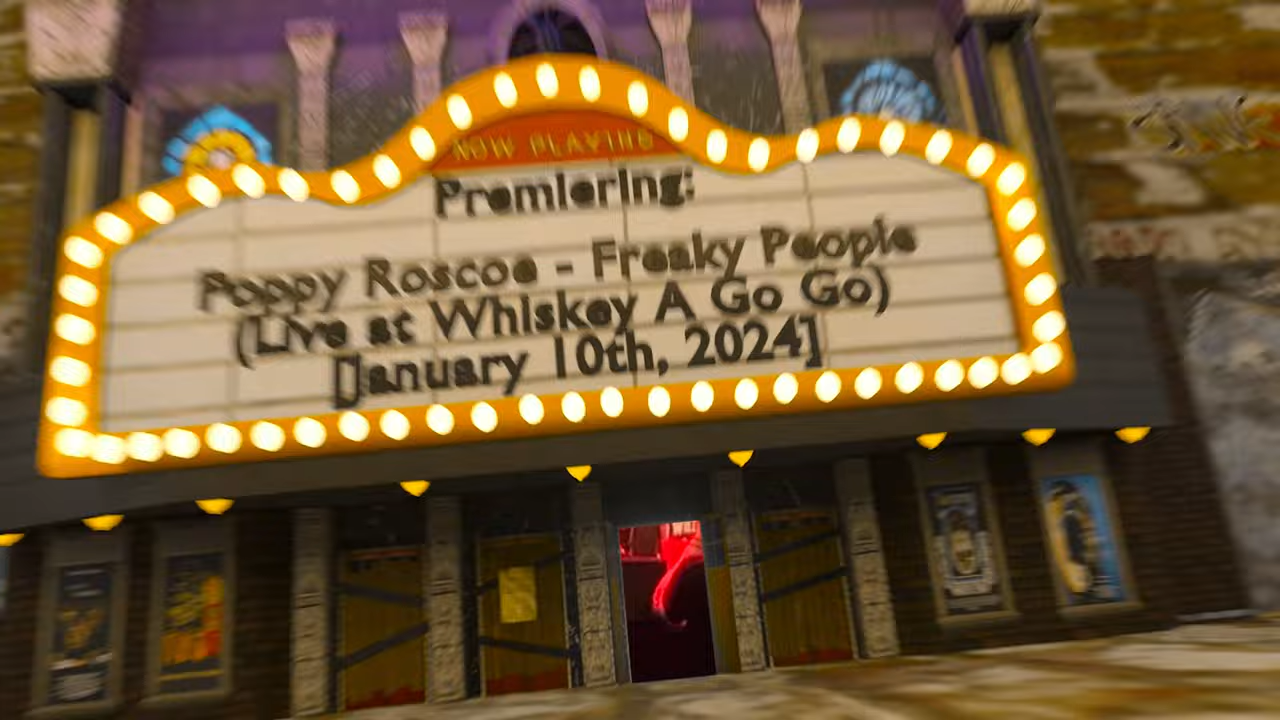 NOW PLAYING
Premiering:
Poppy Roscoe - Freaky People
(Live at Whiskey A Go Go)
[January 10th, 2024]